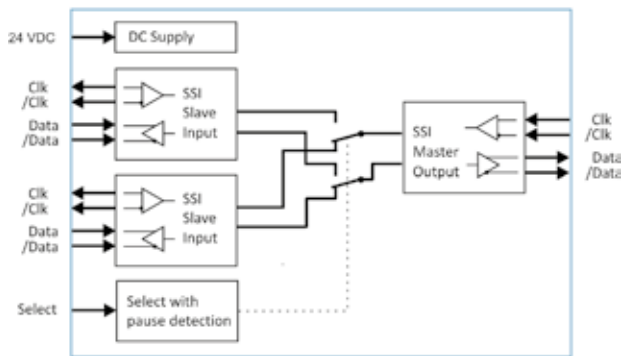 24 VDC
DC Supply
Clk
/Clk
Data
/Data
SSI
Slave
Input
Clk
/Clk
Data
/Data
SSI
Slave
Input
SSI
Master
Output
Clk
/Clk
Data
/Data
Select
Select with
pause detection